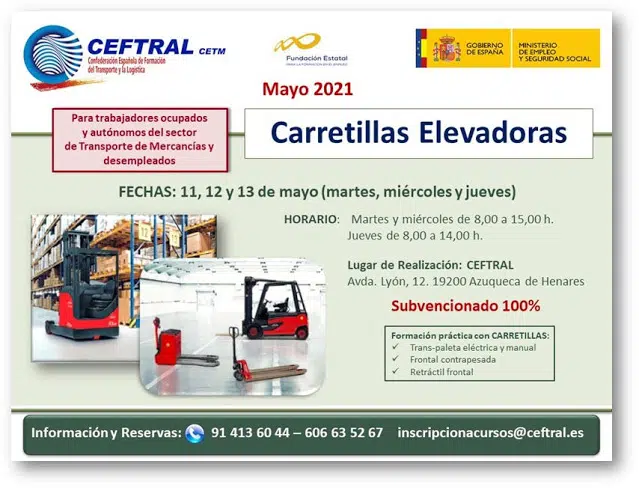 CEFTRAL CETM
Confederación Española de Formación
del Transporte y la Logística
Fundación Estatal
PARA LA FORMACIÓN EN EL EMPLEO
GOBIERNO
DE ESPAÑA
MINISTERIO
DE EMPLEO
Y SEGURIDAD SOCIAL
Mayo 2021
Para trabajadores ocupados
y autónomos del sector
de Transporte de Mercancías y
desempleados
Carretillas Elevadoras
FECHAS: 11, 12 y 13 de mayo (martes, miércoles y jueves)
HORARIO: Martes y miércoles de 8,00 a 15,00 h.
Jueves de 8,00 a 14,00 h.
Lugar de Realización: CEFTRAL
Avda. Lyón, 12. 19200 Azuqueca de Henares
Subvencionado 100%
Formación práctica con CARRETILLAS:
✓ Trans-paleta eléctrica y manual
✓ Frontal contrapesada
✓ Retráctil frontal
Información y Reservas: 91 413 60 44 – 606 63 52 67 inscripcionacursos@ceftral.es